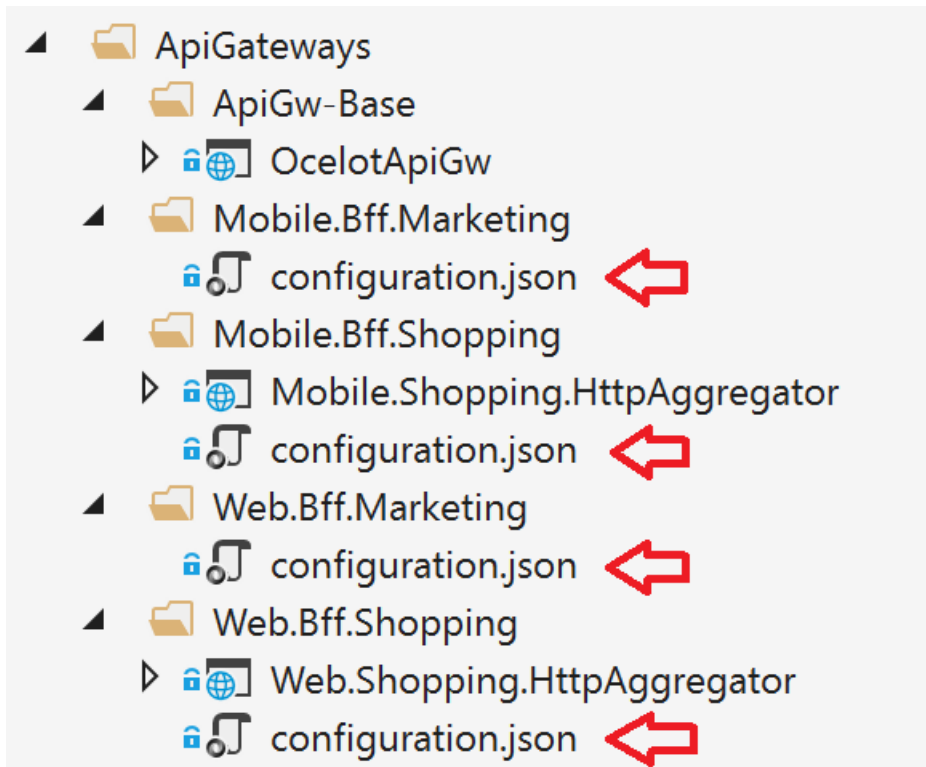 ApiGateways
ApiGw-Base
OcelotApiGw
Mobile.Bff.Marketing
configuration.json
Mobile.Bff.Shopping
Mobile.Shopping.HttpAggregator
configuration.json
Web.Bff.Marketing
configuration.json
Web.Bff.Shopping
Web.Shopping.HttpAggregator
configuration.json